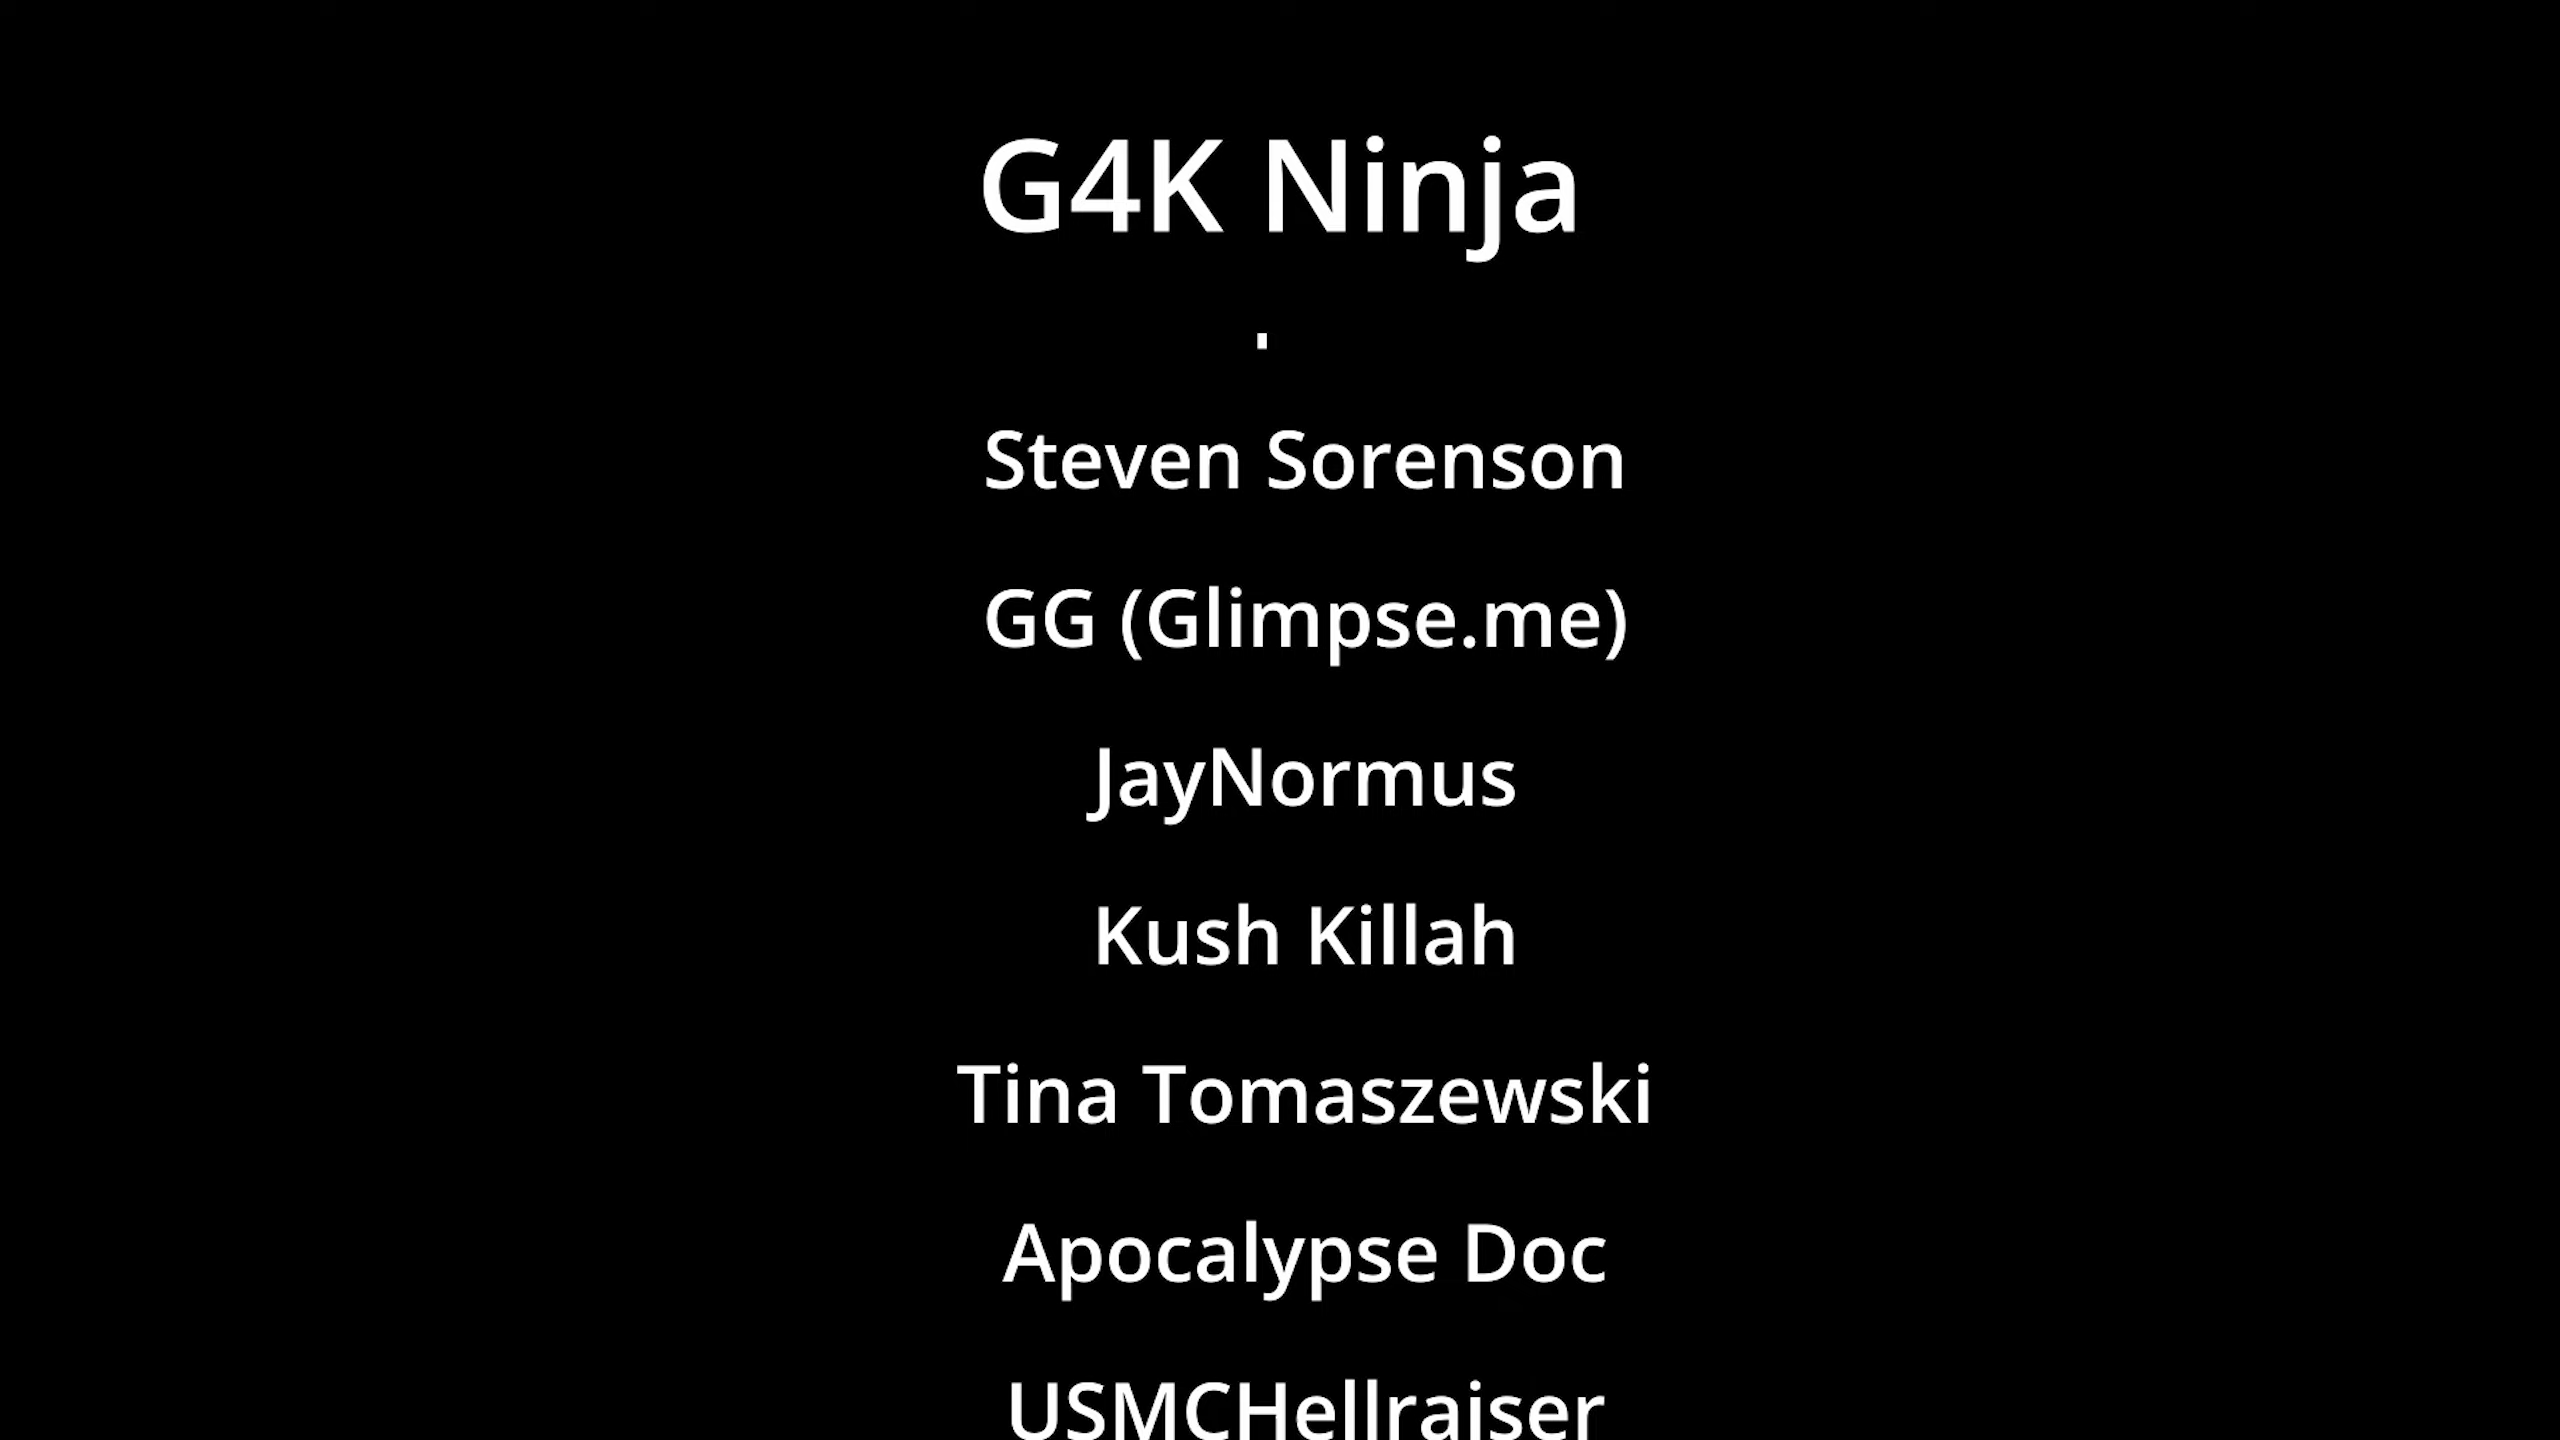 G4K Ninja
Steven Sorenson
GG (Glimpse.me)
JayNormus
Kush Killah
Tina Tomaszewski
Apocalypse Doc
USMCHellraiser